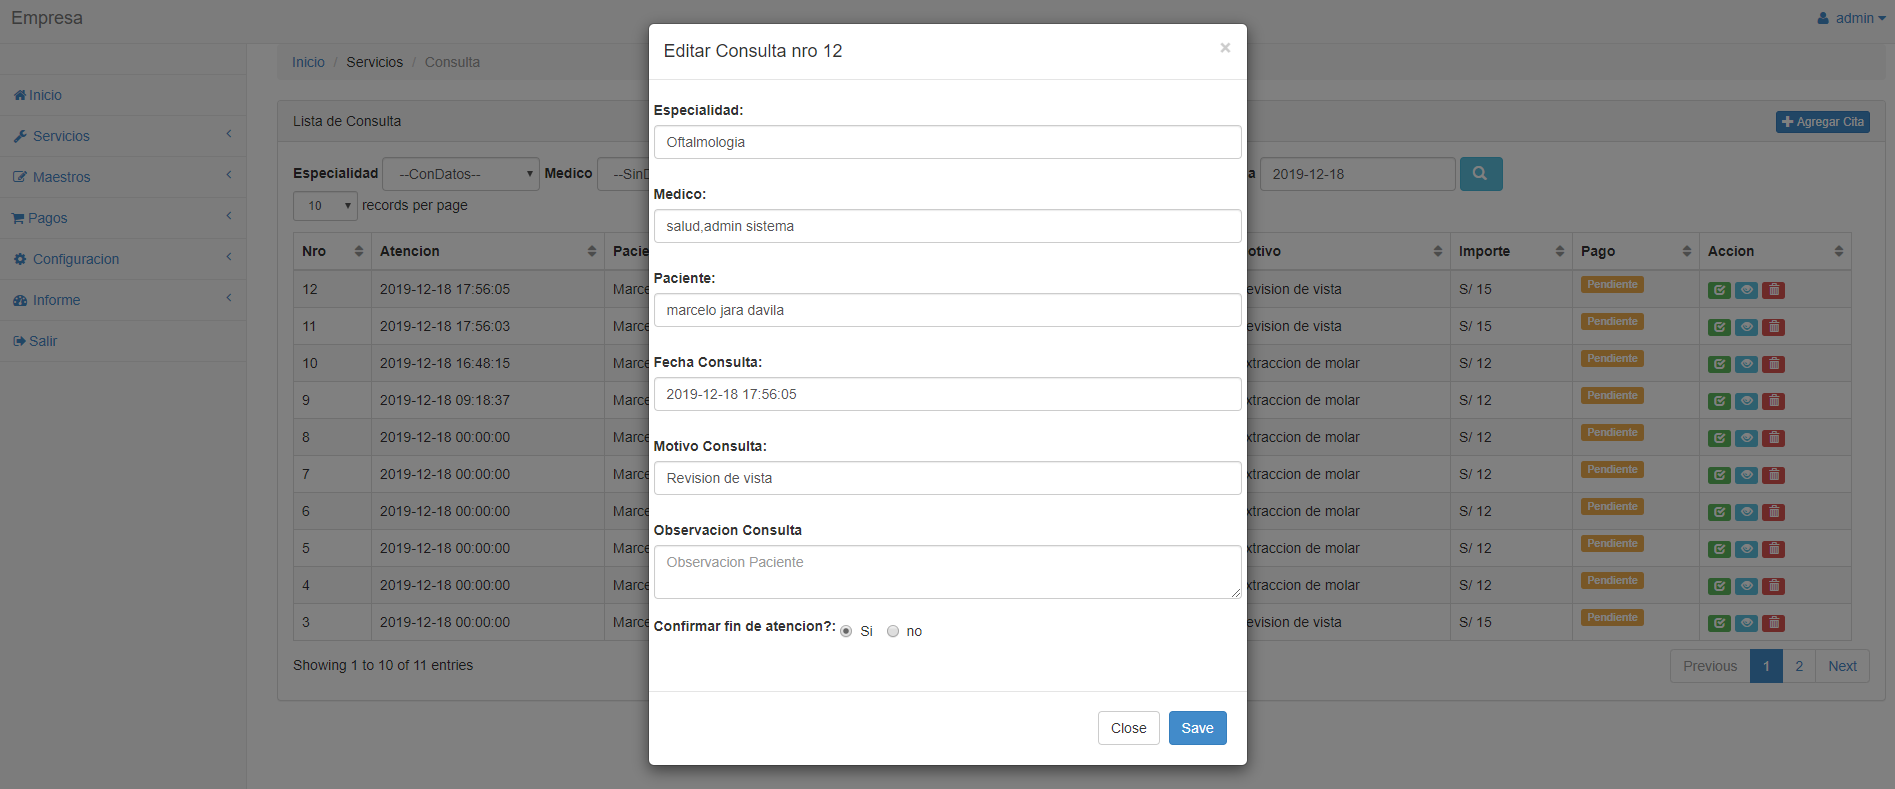 Empresa
admin
Inicio / Servicios / Consulta
Inicio
Servicios
Maestros
Pagos
Configuracion
Informe
Salir
Lista de Consulta
Agregar Cita
Especialidad --ConDatos-- Medico 2019-12-18
10 records per page
Nro Atencion Importe Pago Accion
12 2019-12-18 17:56:05 S/ 15 Pendiente
de vista
11 2019-12-18 17:56:03 de vista S/ 15 Pendiente
10 2019-12-18 16:48:15 de molar S/ 12 Pendiente
9 2019-12-18 09:18:37 de molar S/ 12 Pendiente
8 2019-12-18 00:00:00 de molar S/ 12 Pendiente
7 2019-12-18 00:00:00 de molar S/ 12 Pendiente
6 2019-12-18 00:00:00 de molar S/ 12 Pendiente
5 2019-12-18 00:00:00 de molar S/ 12 Pendiente
4 2019-12-18 00:00:00 de molar S/ 12 Pendiente
3 2019-12-18 00:00:00 de vista S/ 15 Pendiente
Showing 1 to 10 of 11 entries
Previous 1 2 Next
Editar Consulta nro 12 ×
Especialidad:
Oftalmologia
Medico:
salud,admin sistema
Paciente:
marcelo jara davila
Fecha Consulta:
2019-12-18 17:56:05
Motivo Consulta:
Revision de vista
Observacion Consulta
Observacion Paciente
Confirmar fin de atencion?: Si no
Close Save